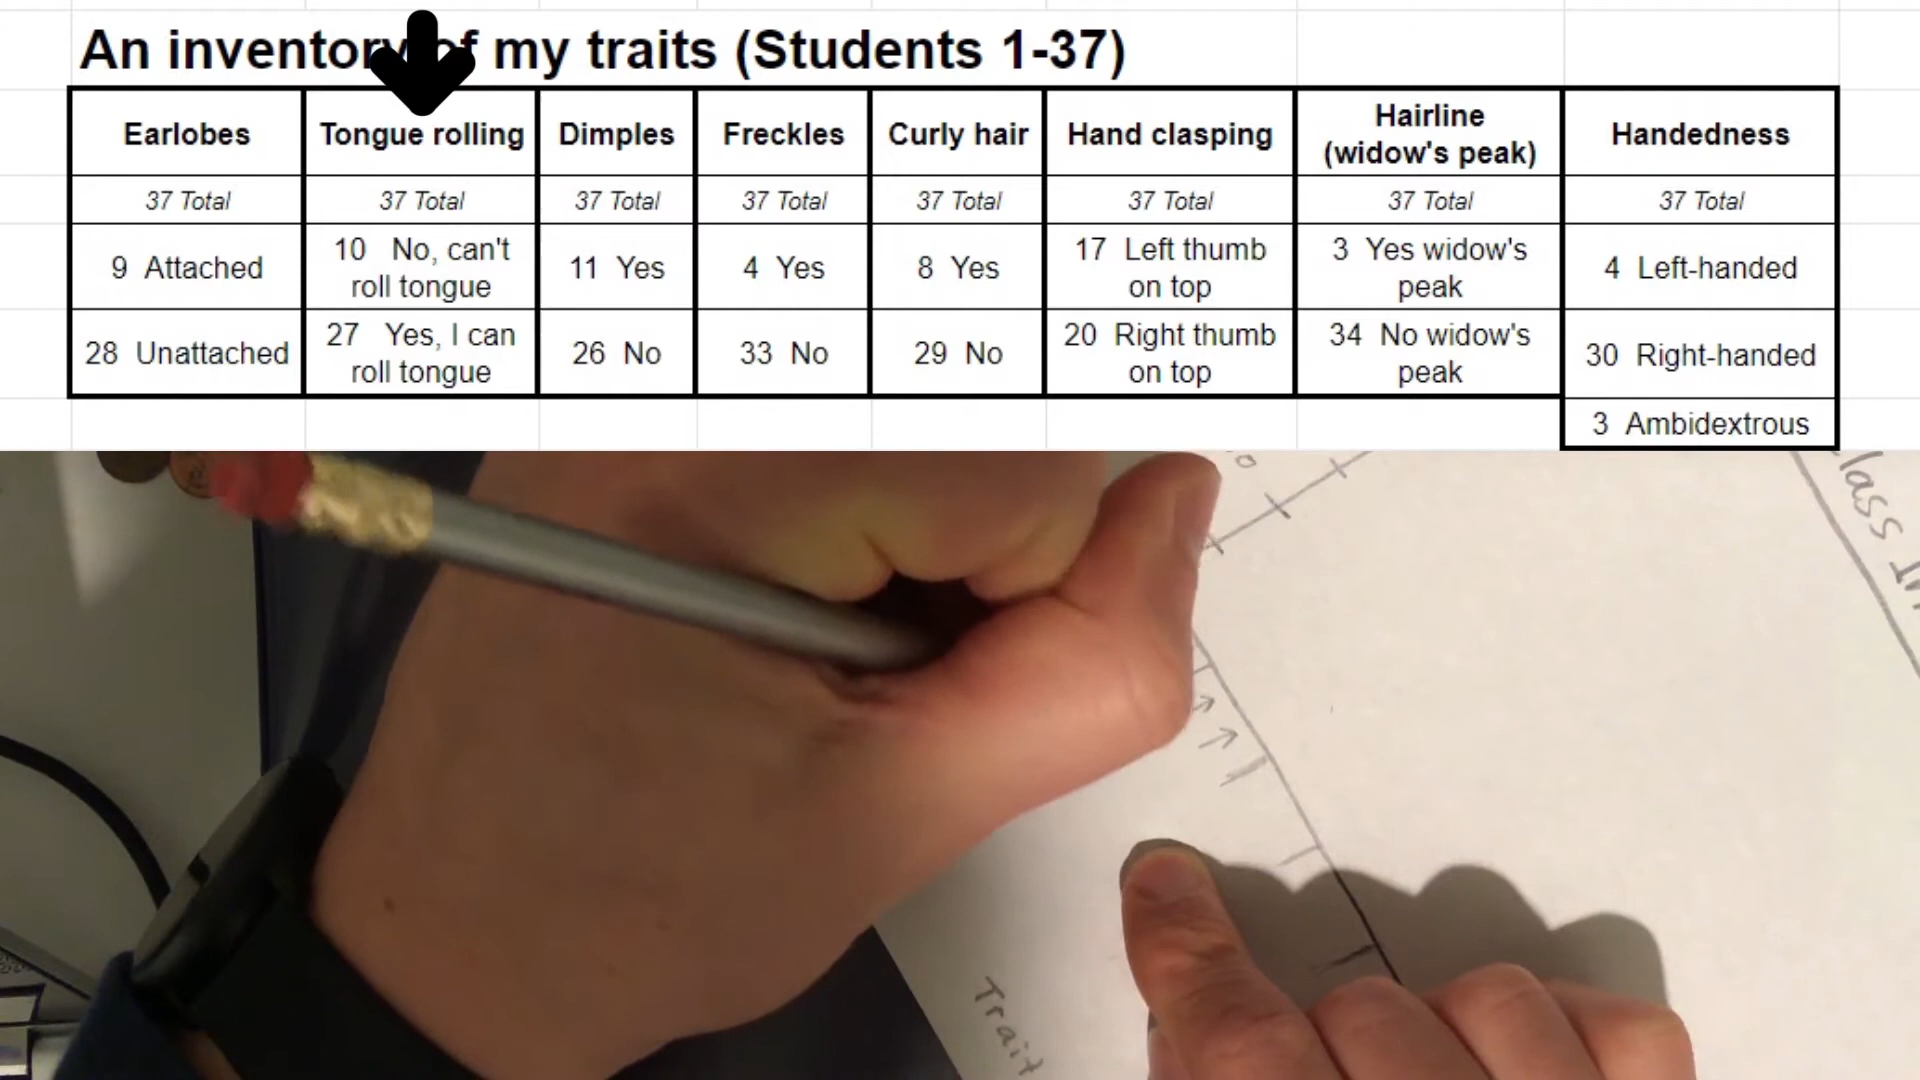 An inventory of my traits (Students 1-37)
Earlobes Tongue rolling Dimples Freckles Curly hair Hand clasping Hairline (widow's peak) Handedness
37 Total 37 Total 37 Total 37 Total 37 Total 37 Total 37 Total 37 Total
9 Attached 10 No, can't roll tongue 11 Yes 4 Yes 8 Yes 17 Left thumb on top 3 Yes widow's peak 4 Left-handed
28 Unattached 27 Yes, I can roll tongue 26 No 33 No 29 No 20 Right thumb on top 34 No widow's peak 30 Right-handed
3 Ambidextrous
Trait